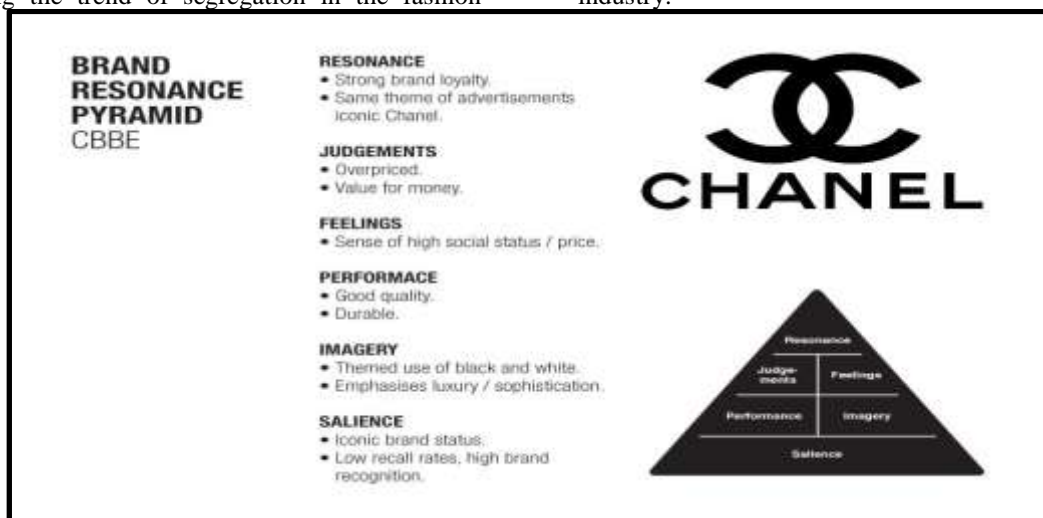 the trend of segregation in the fashion industry.
BRAND
RESONANCE
PYRAMID
CBBE
RESONANCE
• Strong brand loyalty.
• Same theme of advertisements
iconic Chanel.
JUDGEMENTS
• Overpriced.
• Value for money.
FEELINGS
• Sense of high social status / price.
PERFORMACE
• Good quality.
• Durable.
IMAGERY
• Themed use of black and white.
• Emphasises luxury / sophistication.
SALIENCE
• Iconic brand status.
• Low recall rates, high brand
recognition.
CHANEL
Resonance
Judge-
ments
Feelings
Performance
Imagery
Salience